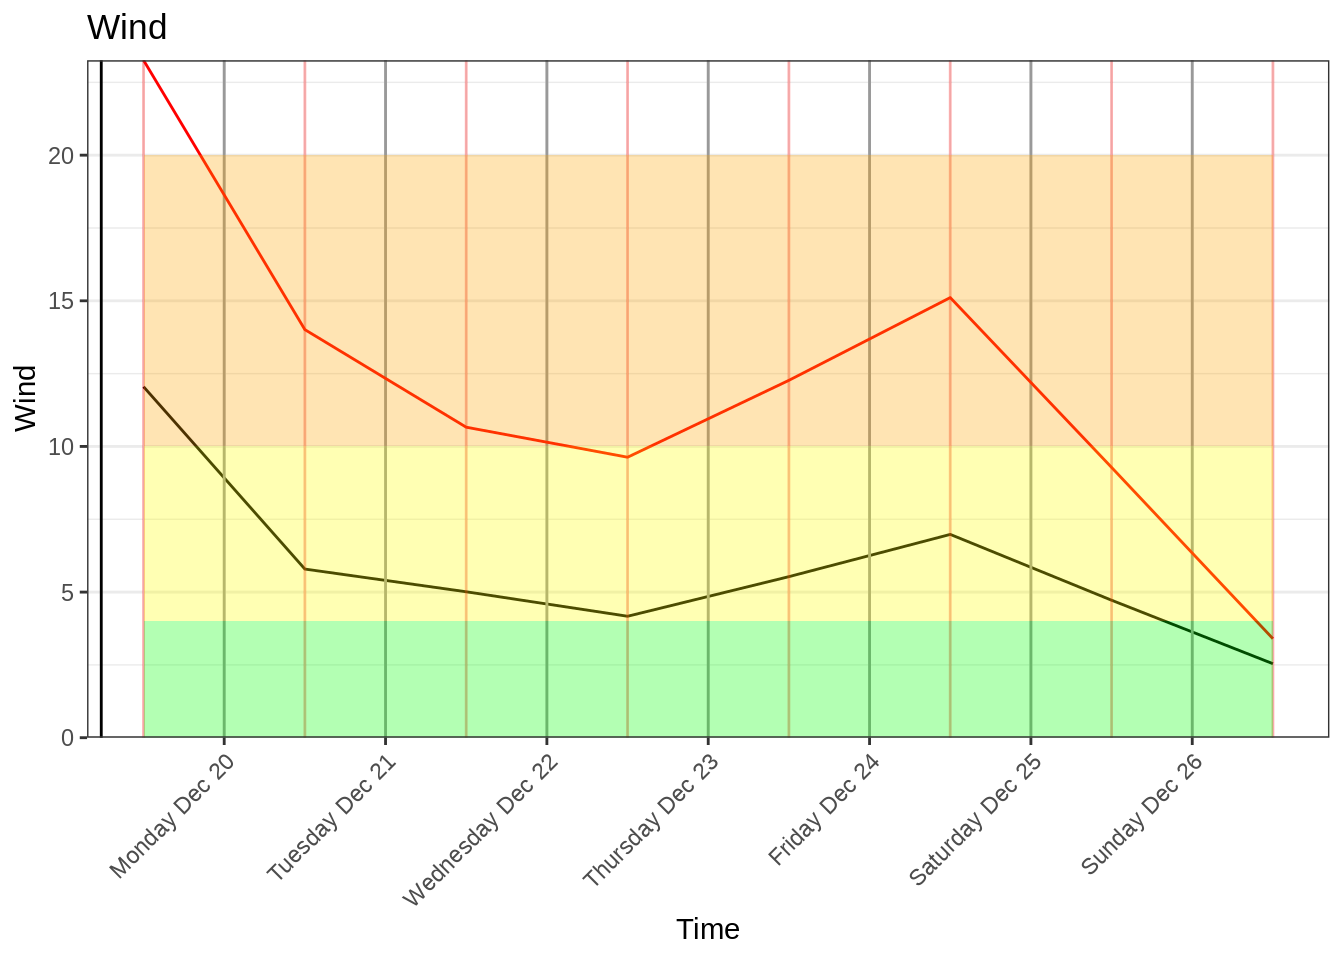 Wind
Wind
20
15
10
5
0
Monday Dec 20
Tuesday Dec 21
Wednesday Dec 22
Thursday Dec 23
Friday Dec 24
Saturday Dec 25
Sunday Dec 26
Time